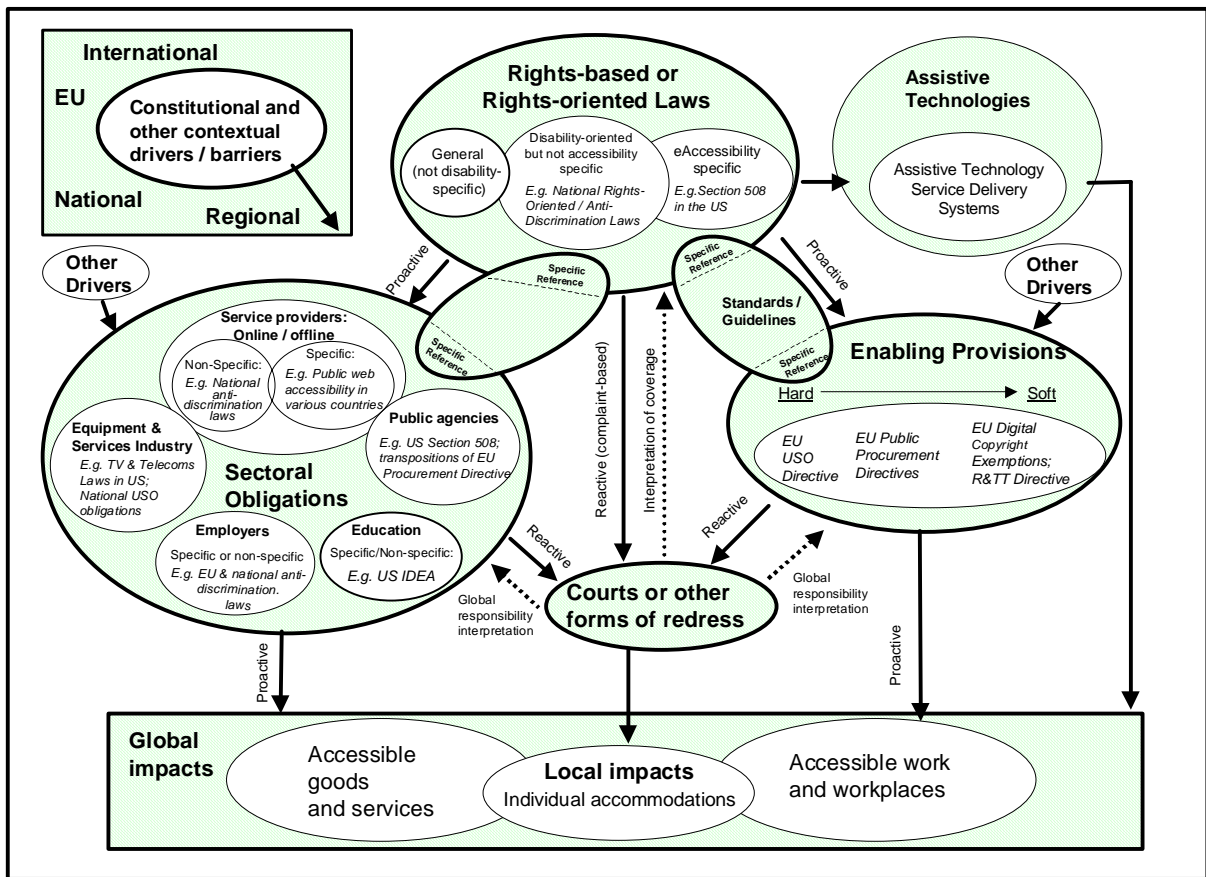 International
EU
Constitutional and
other contextual
drivers / barriers
National
Regional
Rights-based or
Rights-oriented Laws
General
(not disability-
specific)
Disability-oriented
but not accessibility
specific
E.g. National Rights-
Oriented / Anti-
Discrimination Laws
eAccessibility
specific
E.g.Section 508
in the US
Assistive
Technologies
Assistive Technology
Service Delivery
Systems
Other
Drivers
Proactive
Specific
Reference
Specific
Reference
Specific
Reference
Standards /
Guidelines
Specific
Reference
Proactive
Other
Drivers
Service providers:
Online / offline
Non-Specific:
E.g. National
anti-
discrimination
laws
Specific:
E.g. Public web
accessibility in
various countries
Equipment &
Services Industry
E.g. TV & Telecoms
Laws in US;
National USO
obligations
Public agencies
E.g. US Section 508;
transpositions of EU
Procurement Directive
Sectoral
Obligations
Employers
Specific or non-specific
E.g. EU & national anti-
discrimination.
laws
Education
Specific/Non-specific:
E.g. US IDEA
Reactive (complaint-based)
Interpretation of coverage
Enabling Provisions
Hard
Soft
EU
USO
Directive
EU Public
Procurement
Directives
EU Digital
Copyright
Exemptions;
R&TT Directive
Reactive
Reactive
Global
responsibility
interpretation
Courts or other
forms of redress
Global
responsibility
interpretation
Proactive
Proactive
Global
impacts
Accessible
goods
and services
Local impacts
Individual accommodations
Accessible work
and workplaces